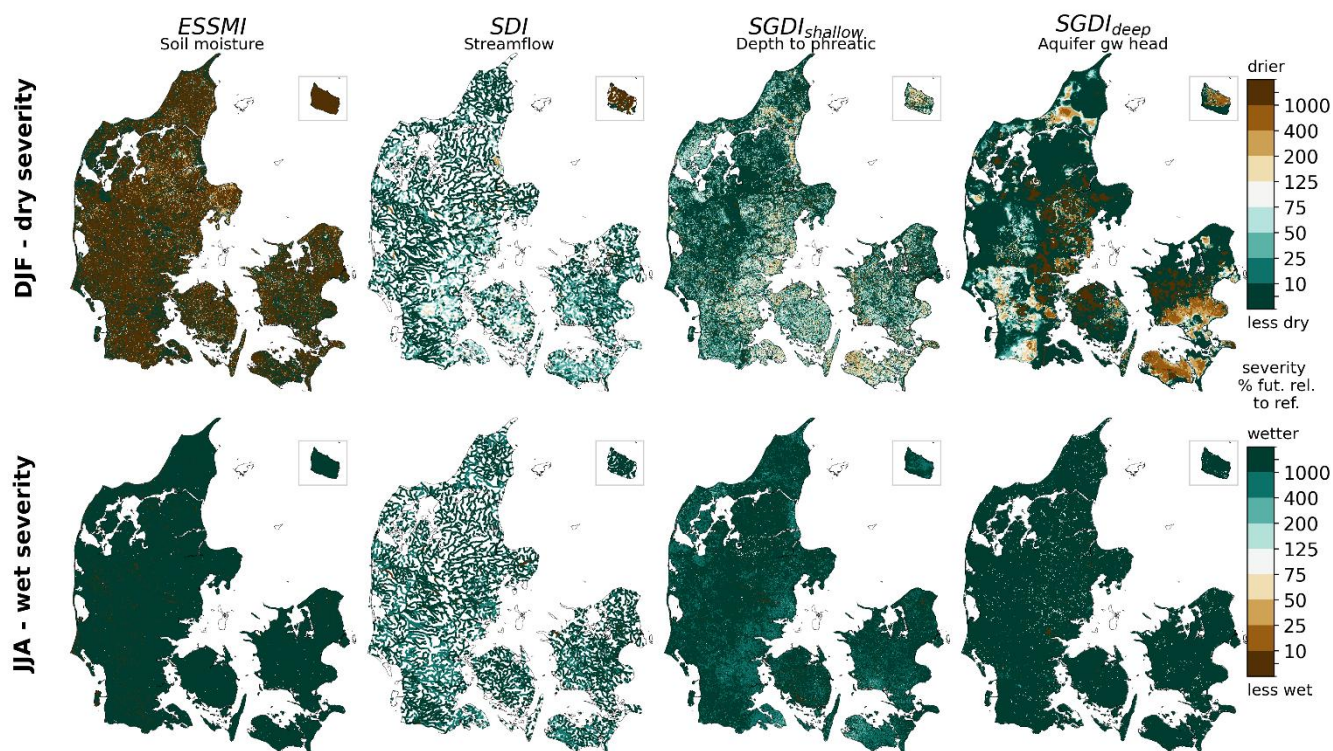 ESSMI
Soil moisture
SDI
Streamflow
SGDI_shallow
Depth to phreatic
SGDI_deep
Aquifer gw head
DJF - dry severity
drier
1000
400
200
125
75
50
25
10
less dry
severity
% fut. rel.
to ref.
JJA - wet severity
wetter
1000
400
200
125
75
50
25
10
less wet